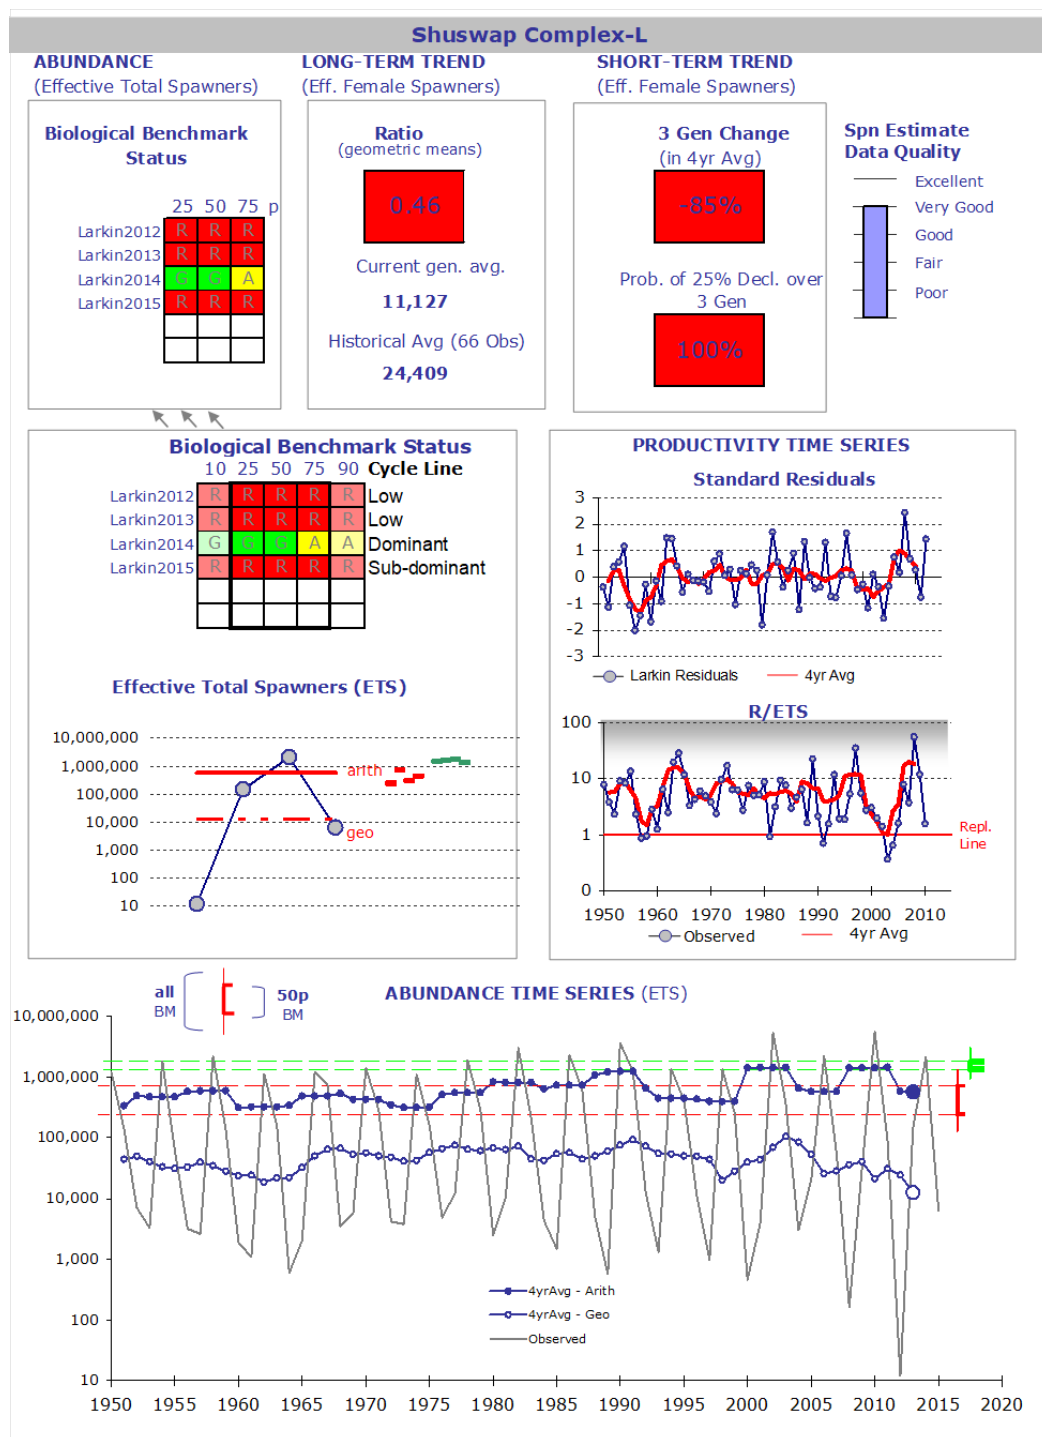 Shuswap Complex-L
ABUNDANCE
(Effective Total Spawners)
Biological Benchmark
Status
25 50 75 p
Larkin2012 R R R
Larkin2013 R R R
Larkin2014 G G A
Larkin2015 R R R
LONG-TERM TREND
(Eff. Female Spawners)
Ratio
(geometric means)
0.46
Current gen. avg.
11,127
Historical Avg (66 Obs)
24,409
SHORT-TERM TREND
(Eff. Female Spawners)
3 Gen Change
(in 4yr Avg)
-85%
Prob. of 25% Decl. over
3 Gen
100%
Spn Estimate
Data Quality
Excellent
Very Good
Good
Fair
Poor
Biological Benchmark Status
10 25 50 75 90 Cycle Line
Larkin2012 R R R R R Low
Larkin2013 R R R R R Low
Larkin2014 G G G A A Dominant
Larkin2015 R R R R R Sub-dominant
Effective Total Spawners (ETS)
10,000,000
1,000,000
100,000
10,000
1,000
100
10
arith
geo
PRODUCTIVITY TIME SERIES
Standard Residuals
3
2
1
0
-1
-2
-3
Larkin Residuals 4yr Avg
R/ETS
100
10
1
0
Repl.
Line
1950 1960 1970 1980 1990 2000 2010
Observed 4yr Avg
all
BM
50p
BM
ABUNDANCE TIME SERIES (ETS)
10,000,000
1,000,000
100,000
10,000
1,000
100
10
4yrAvg - Arith
4yrAvg - Geo
Observed
1950 1955 1960 1965 1970 1975 1980 1985 1990 1995 2000 2005 2010 2015 2020